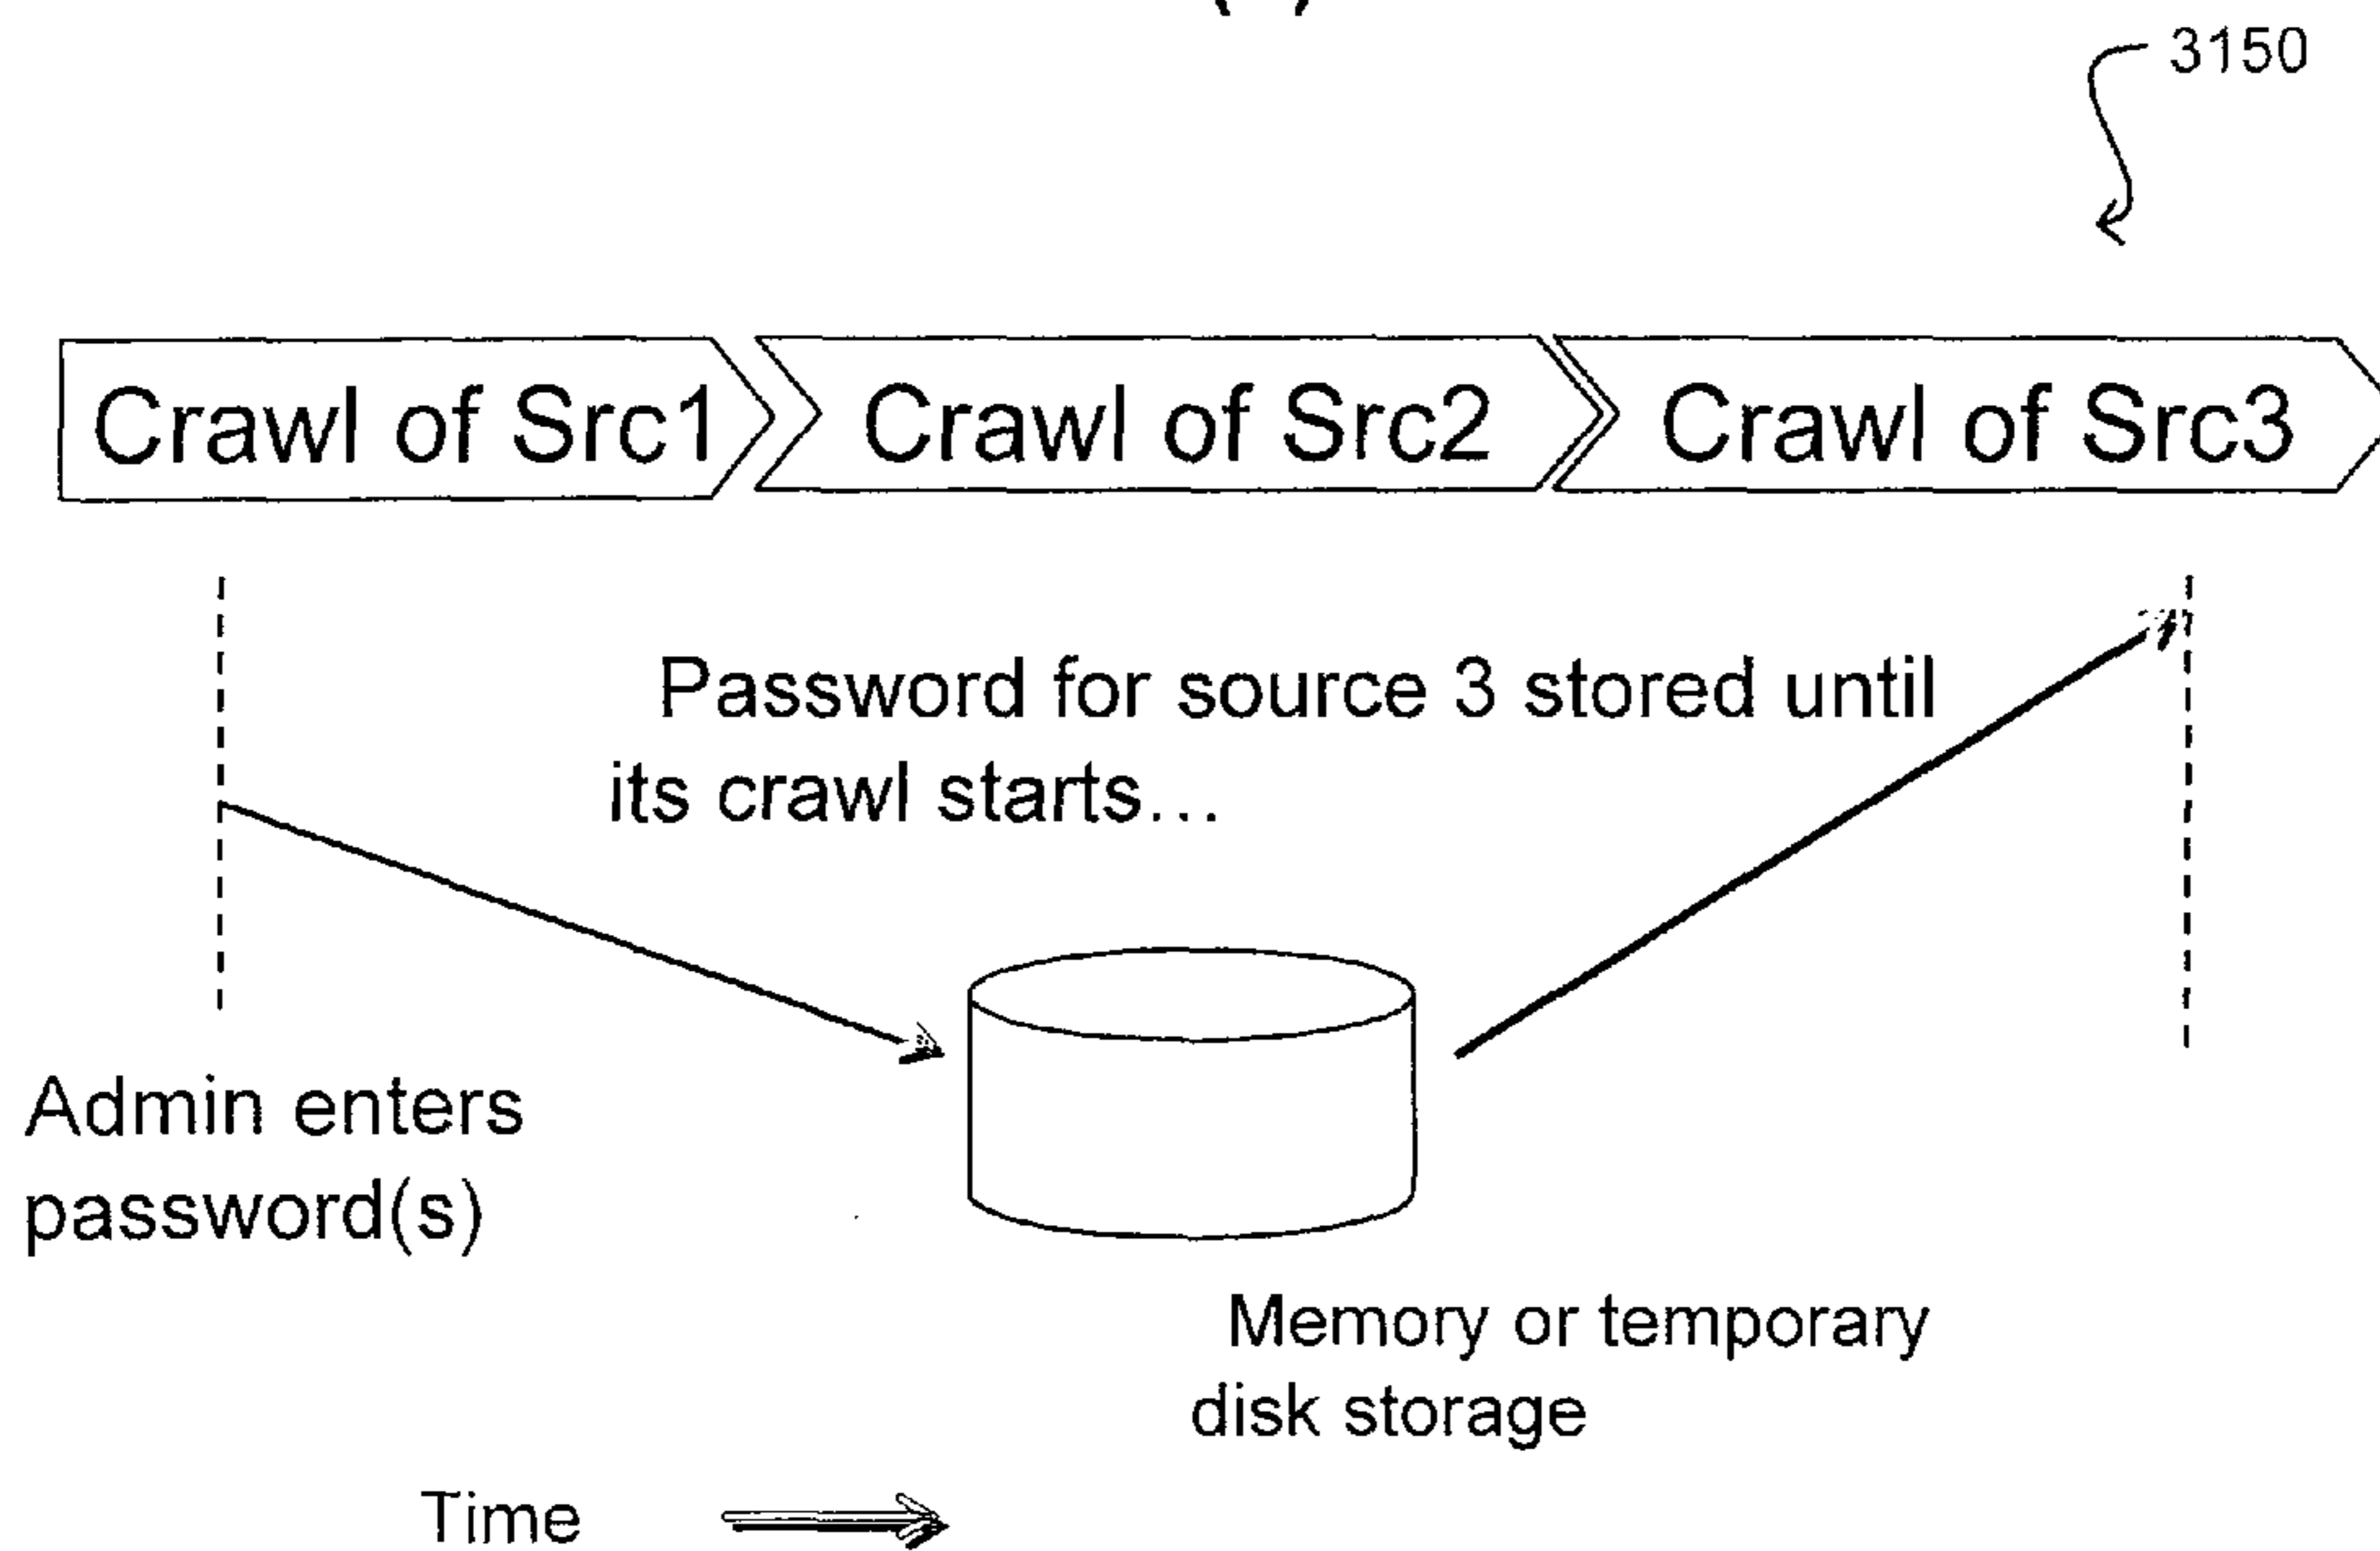 3150
Crawl of Src1 Crawl of Src2 Crawl of Src3
Password for source 3 stored until
its crawl starts...
Admin enters
password(s)
Memory or temporary
disk storage
Time